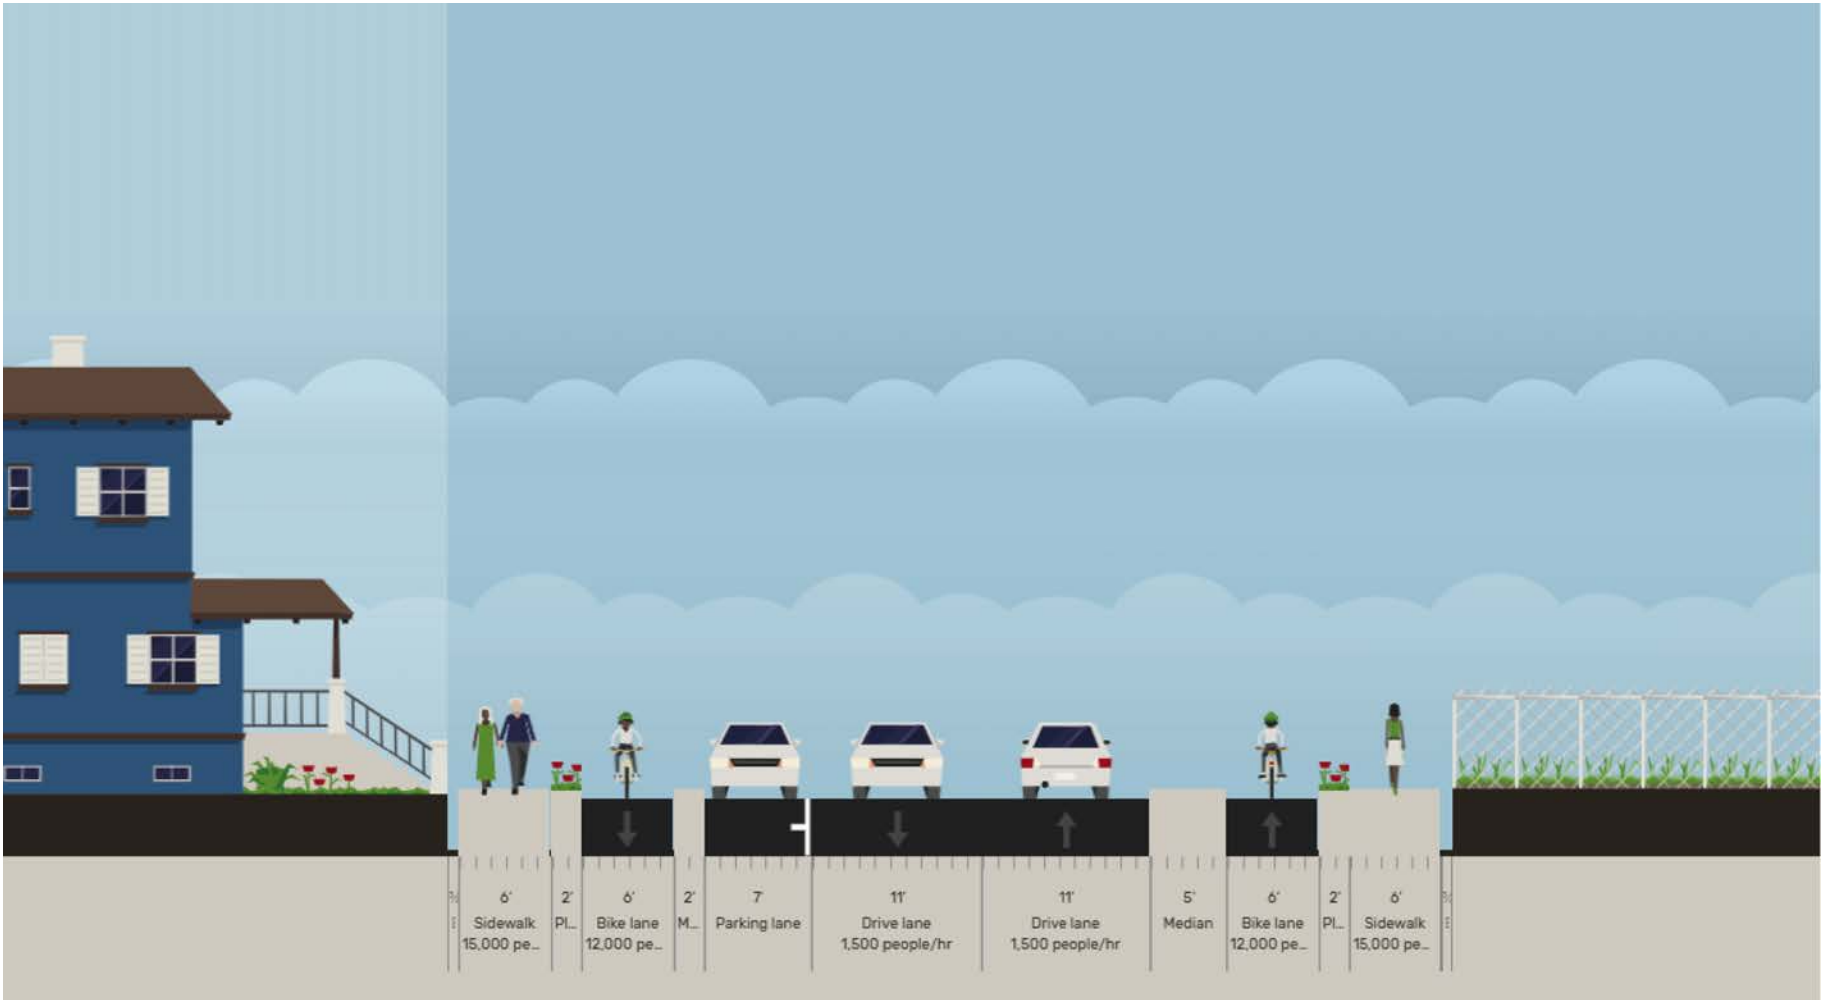 6' 2' 6' 2' 7' 11' 11' 5' 6' 2' 6'
Sidewalk Pl... Bike lane M... Parking lane Drive lane Drive lane Median Bike lane Pl... Sidewalk
15,000 pe... 12,000 pe... 1,500 people/hr 1,500 people/hr 12,000 pe... 15,000 pe...